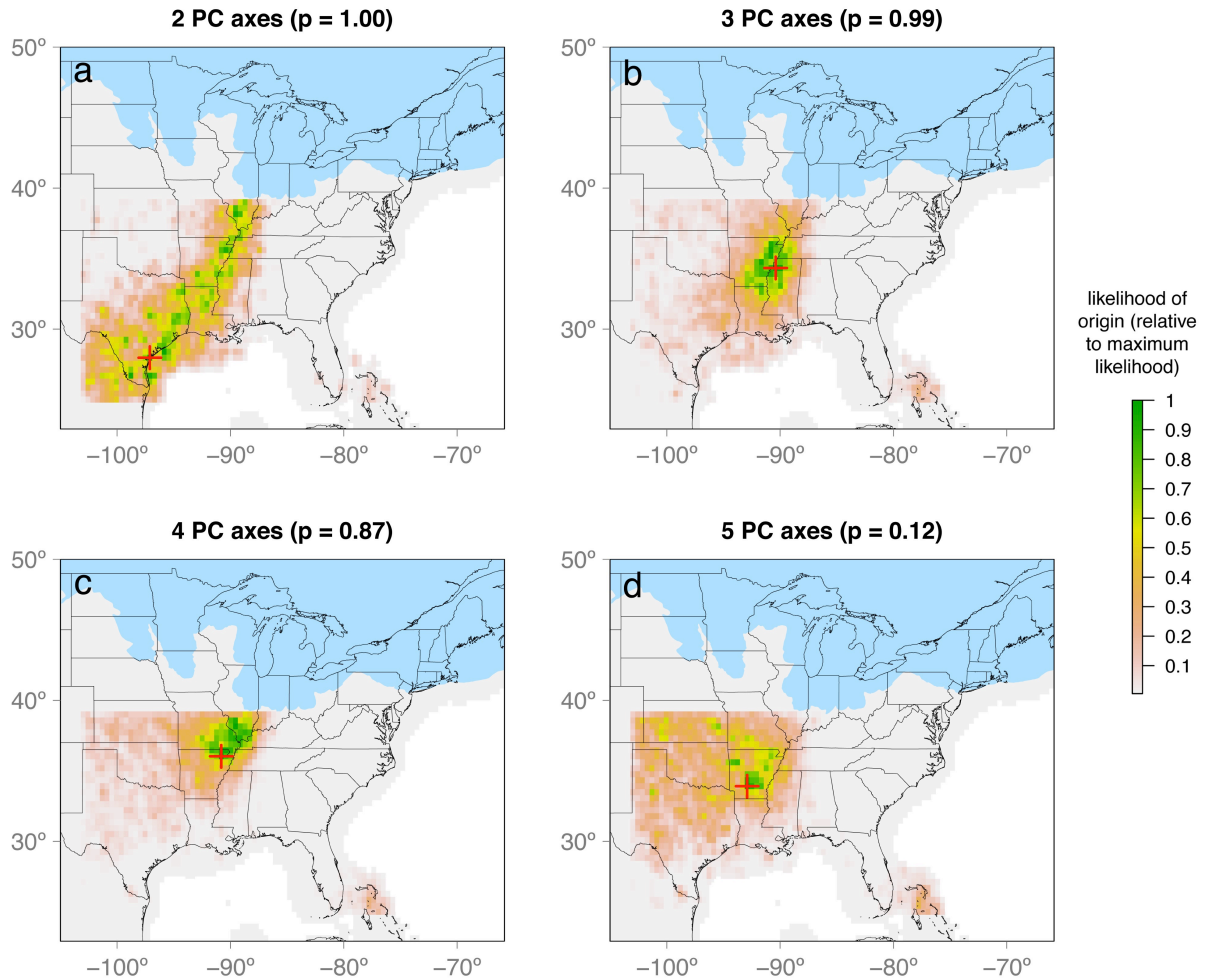 2 PC axes (p = 1.00)
3 PC axes (p = 0.99)
a
b
50º
40º
30º
−100º
−90º
−80º
−70º
50º
40º
30º
−100º
−90º
−80º
−70º
4 PC axes (p = 0.87)
5 PC axes (p = 0.12)
c
d
50º
40º
30º
−100º
−90º
−80º
−70º
50º
40º
30º
−100º
−90º
−80º
−70º
likelihood of
origin (relative
to maximum
likelihood)
1
0.9
0.8
0.7
0.6
0.5
0.4
0.3
0.2
0.1